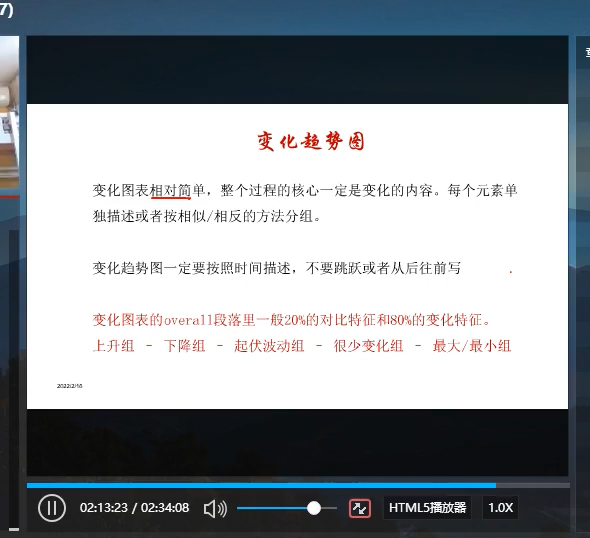 7)
变化趋势图
变化图表相对简单，整个过程的核心一定是变化的内容。每个元素单
独描述或者按相似/相反的方法分组。
变化趋势图一定要按照时间描述，不要跳跃或者从后往前写
变化图表的overall段落里一般20%的对比特征和80%的变化特征。
上升组 - 下降组 - 起伏波动组 - 很少变化组 - 最大/最小组
2022/2/16
02:13:23 / 02:34:08 HTML5播放器 1.0X